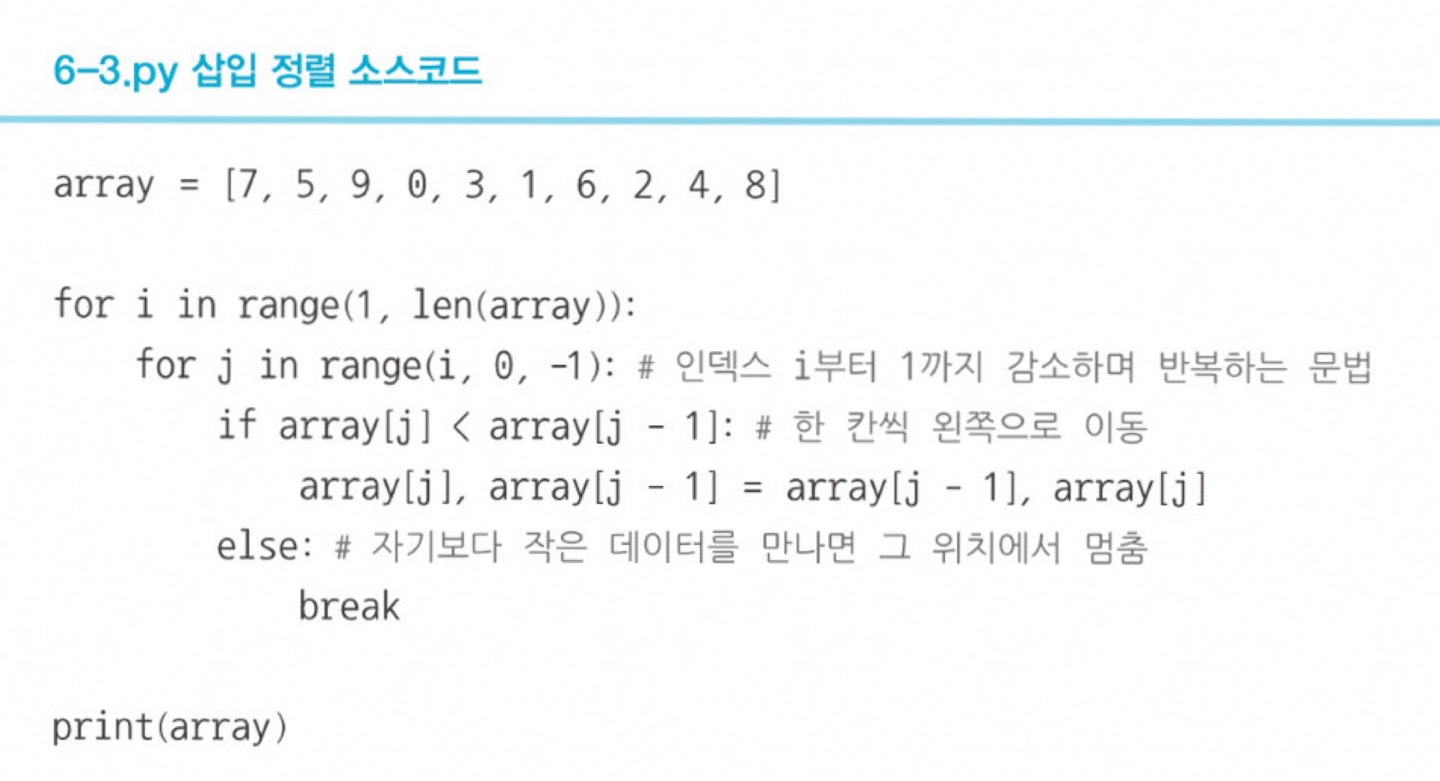 6-3.py 삽입 정렬 소스코드
array = [7, 5, 9, 0, 3, 1, 6, 2, 4, 8]
for i in range(1, len(array)):
    for j in range(i, 0, -1): # 인덱스 i부터 1까지 감소하며 반복하는 문법
        if array[j] < array[j - 1]: # 한 칸씩 왼쪽으로 이동
            array[j], array[j - 1] = array[j - 1], array[j]
        else: # 자기보다 작은 데이터를 만나면 그 위치에서 멈춤
            break
print(array)